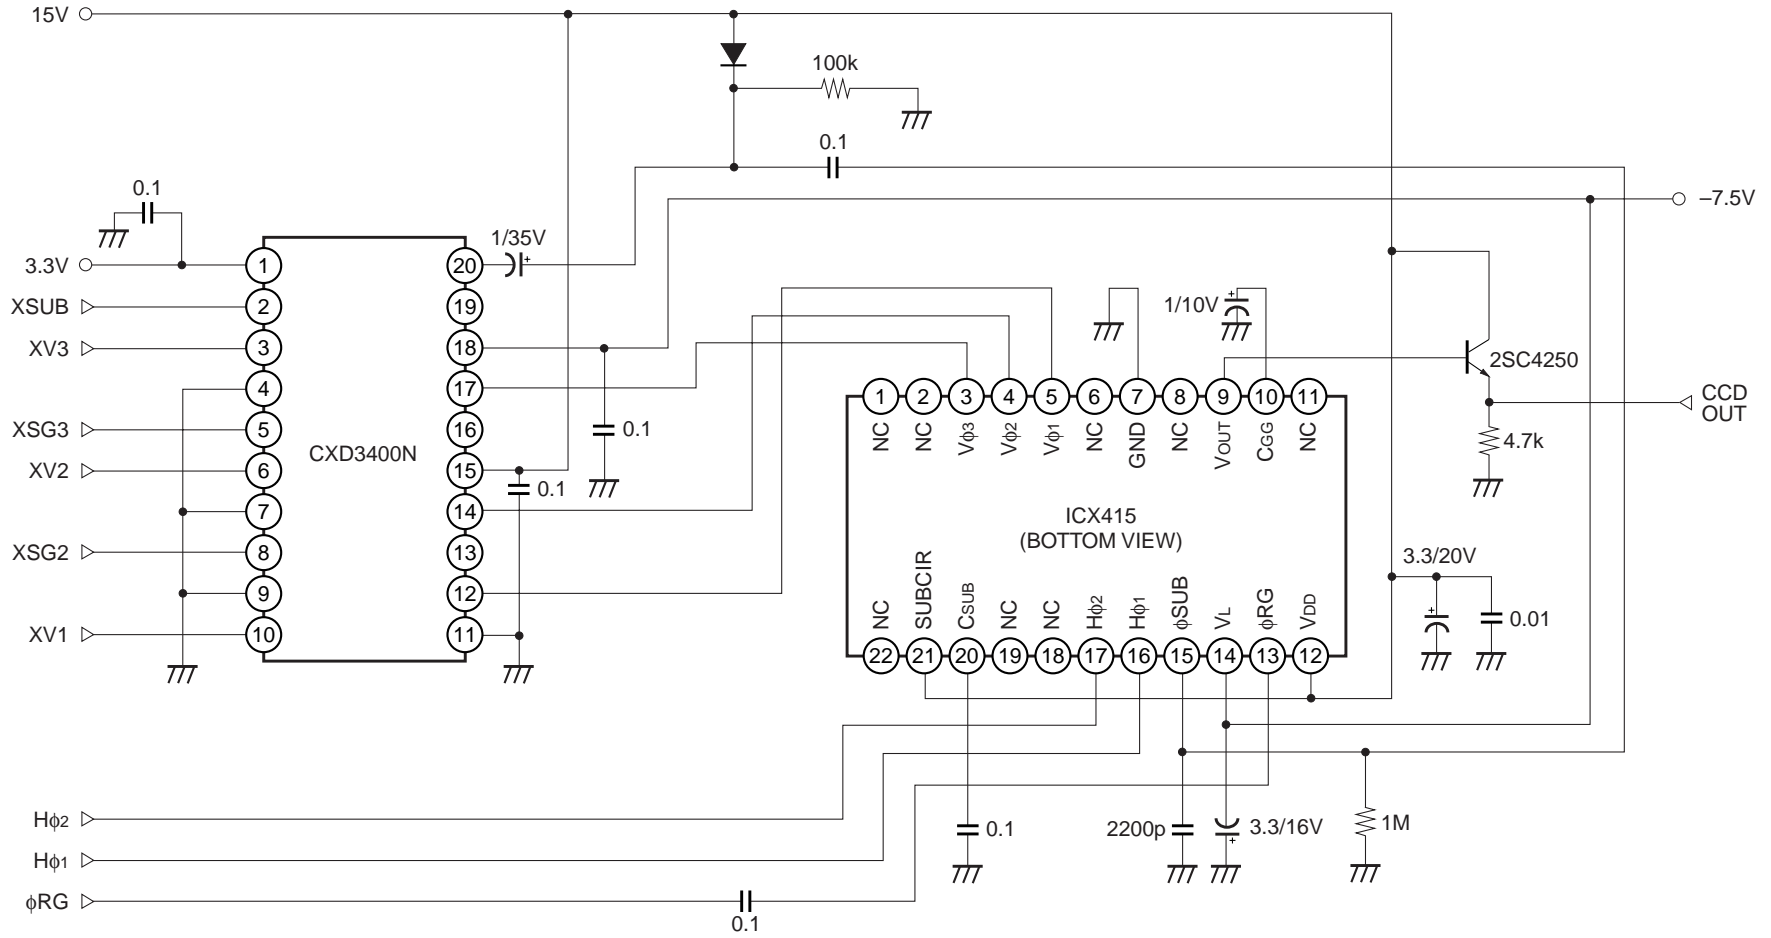 15V
100k
0.1
0.1
–7.5V
1/35V
3.3V
XSUB
XV3
XSG3
XV2
XSG2
XV1
1
2
3
4
5
6
7
8
9
10
CXD3400N
20
19
18
17
16
15
14
13
12
11
0.1
0.1
1/10V
2SC4250
CCD
OUT
4.7k
1
2
3
4
5
6
7
8
9
10
11
NC
NC
Vϕ3
Vϕ2
Vϕ1
NC
GND
NC
VOUT
CGG
NC
ICX415
(BOTTOM VIEW)
3.3/20V
0.01
NC
SUBCIR
CSUB
NC
NC
Hϕ2
Hϕ1
ϕSUB
VL
ϕRG
VDD
22
21
20
19
18
17
16
15
14
13
12
Hϕ2
Hϕ1
ϕRG
0.1
0.1
2200p
3.3/16V
1M